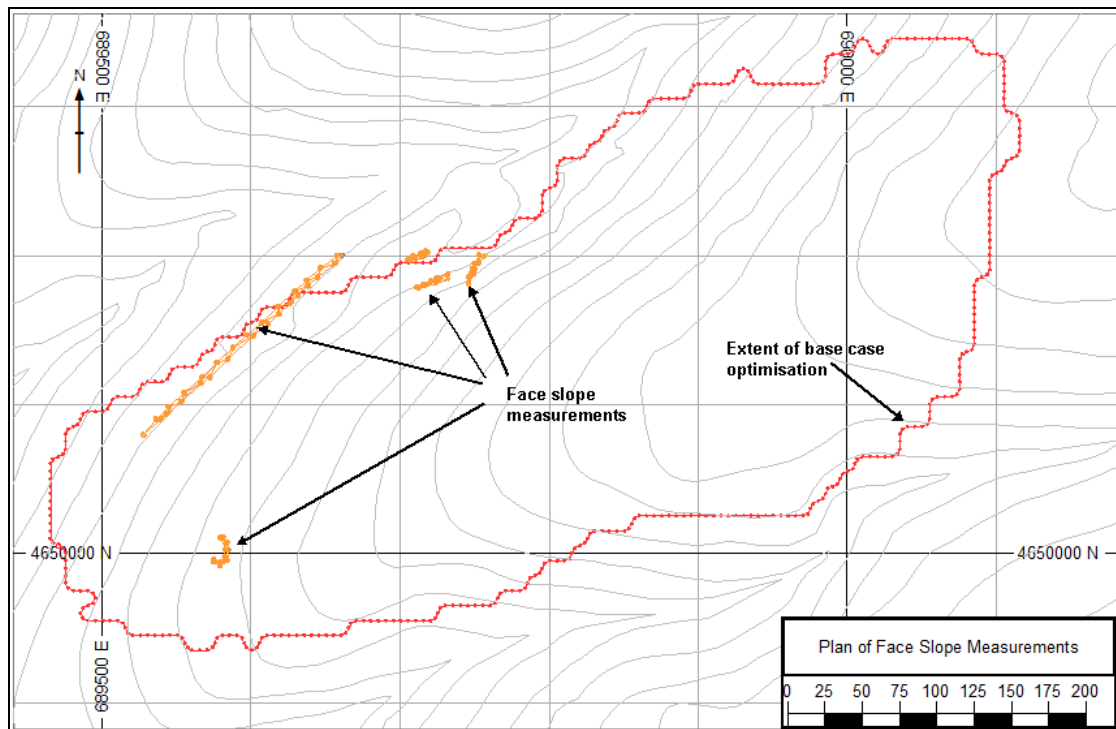 689500 E
690000 E
N
Extent of base case
optimisation
Face slope
measurements
4650000 N
4650000 N
689500 E
Plan of Face Slope Measurements
0 25 50 75 100 125 150 175 200